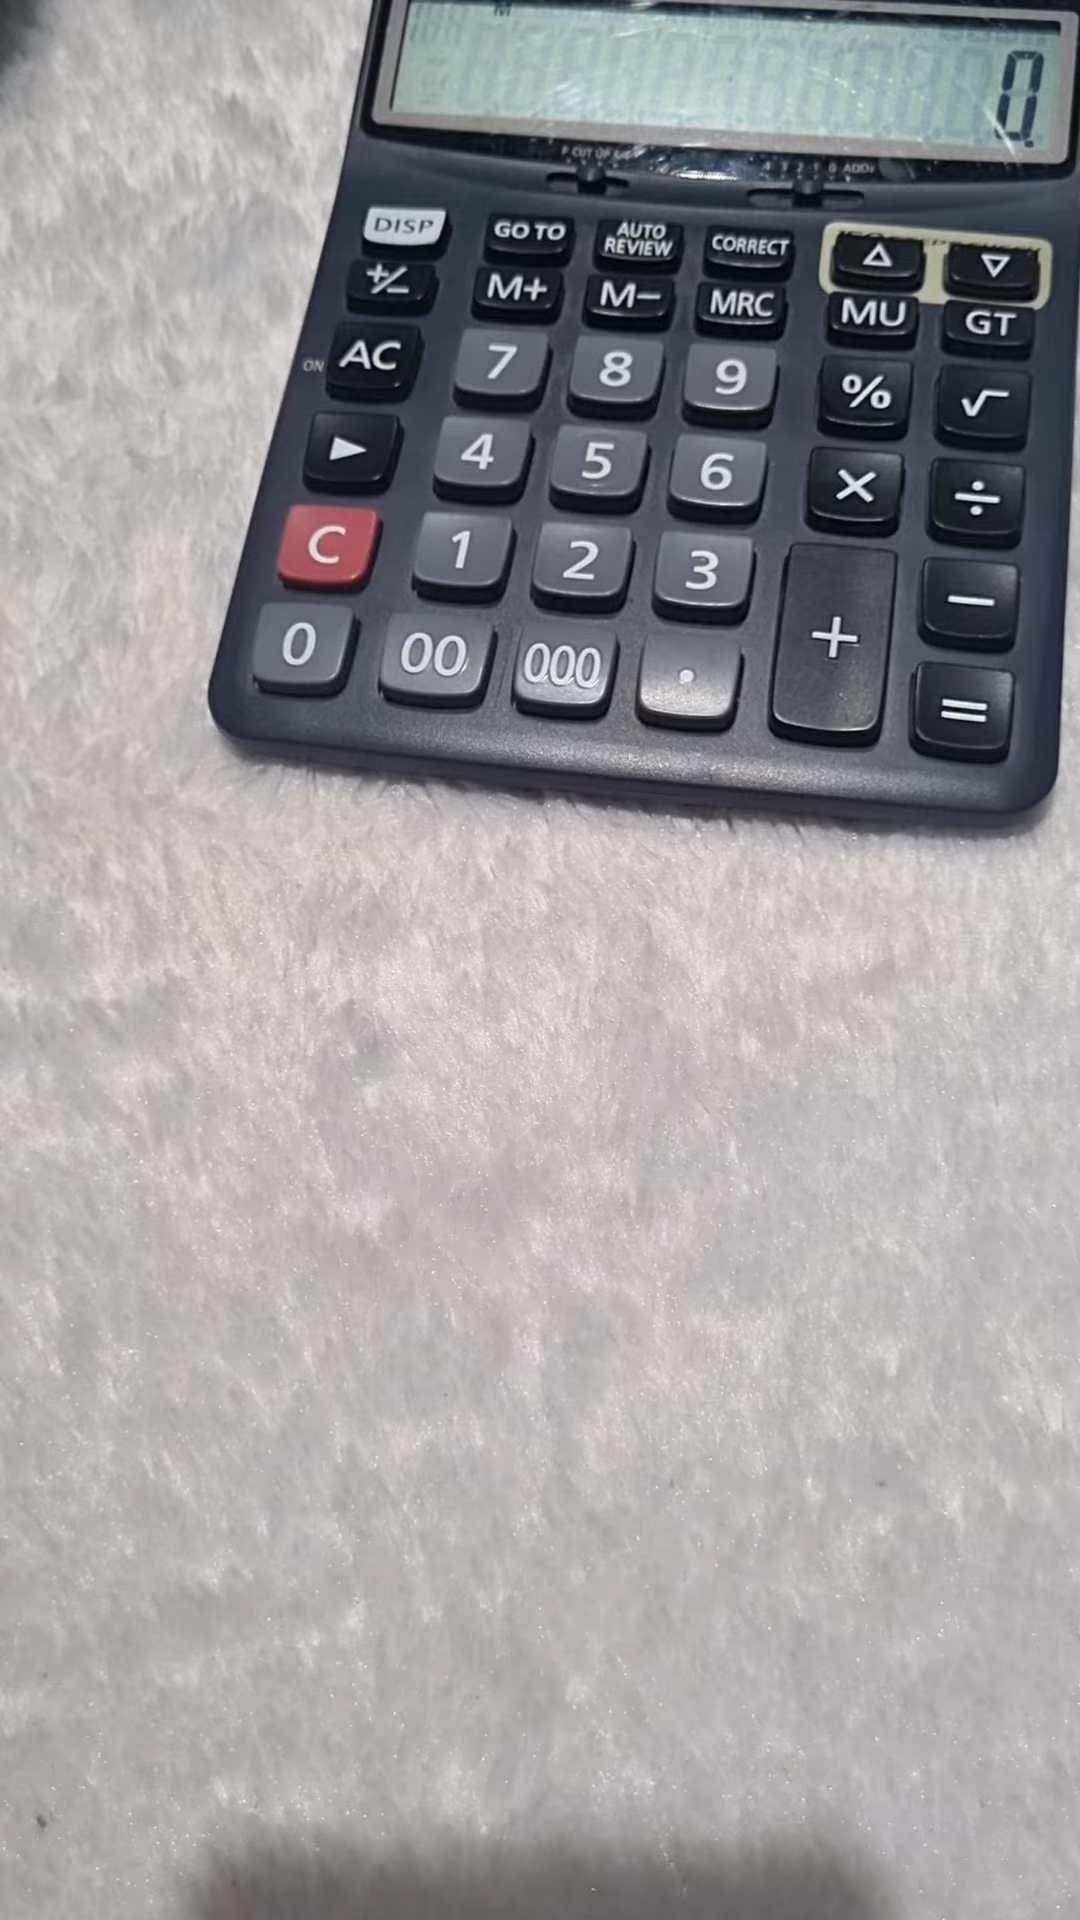 M
0.
DISP GO TO AUTO REVIEW CORRECT △ ▽
+/− M+ M− MRC MU GT
ON AC 7 8 9 % √
▶ 4 5 6 × ÷
C 1 2 3 −
0 00 000 . + =